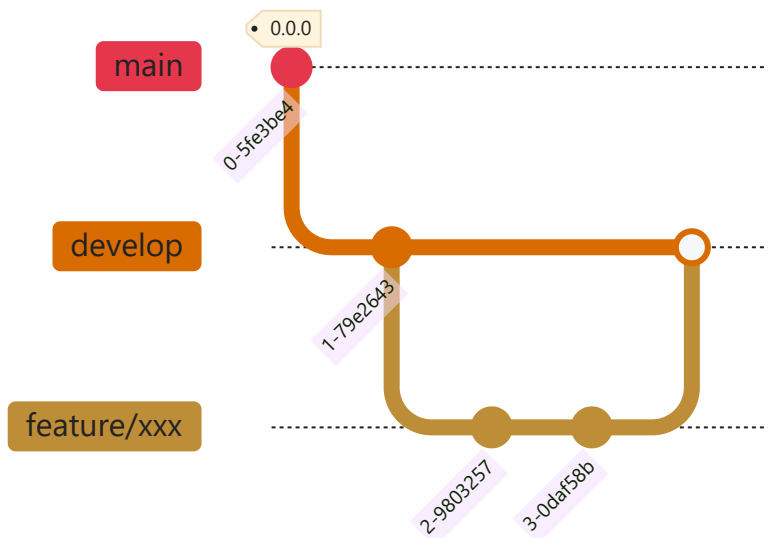 0.0.0
main
0-5fe3be4
develop
1-79e2643
feature/xxx
2-9803257
3-0daf58b